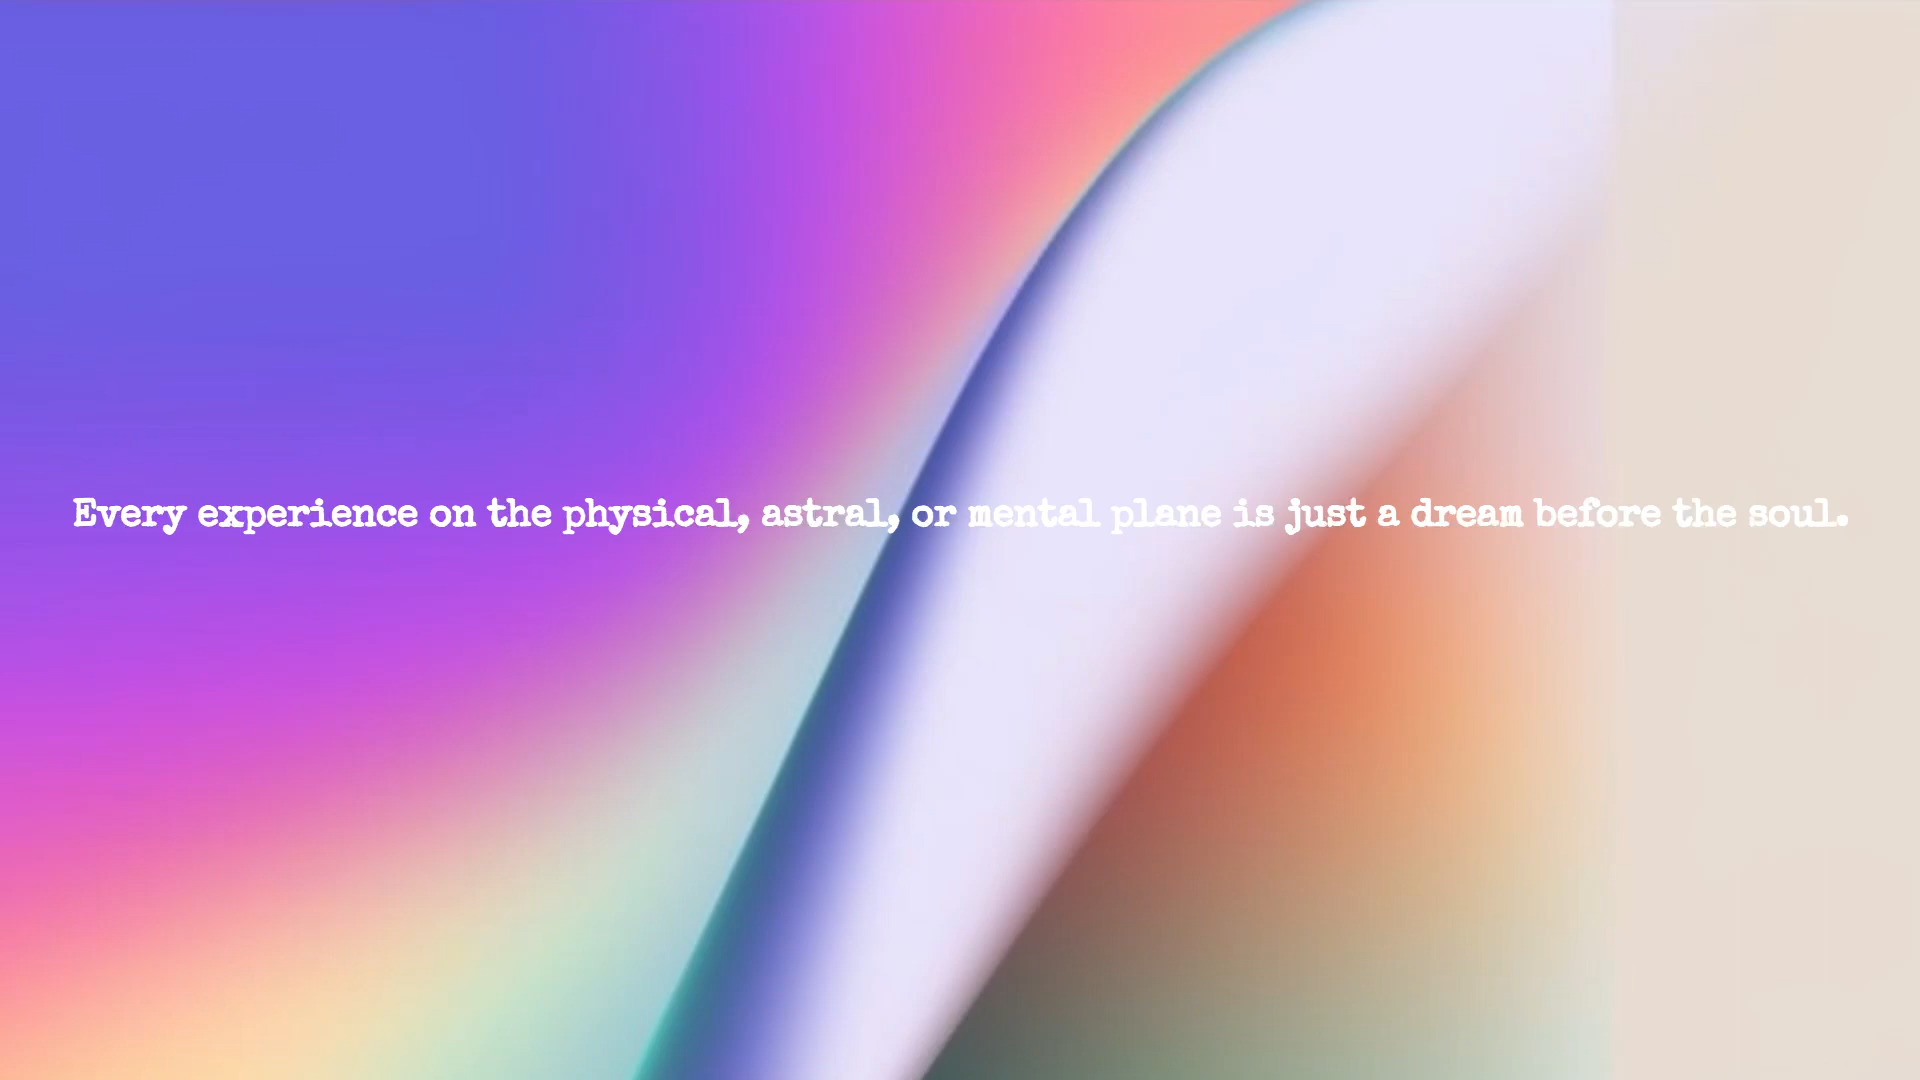 Every experience on the physical, astral, or mental plane is just a dream before the soul.